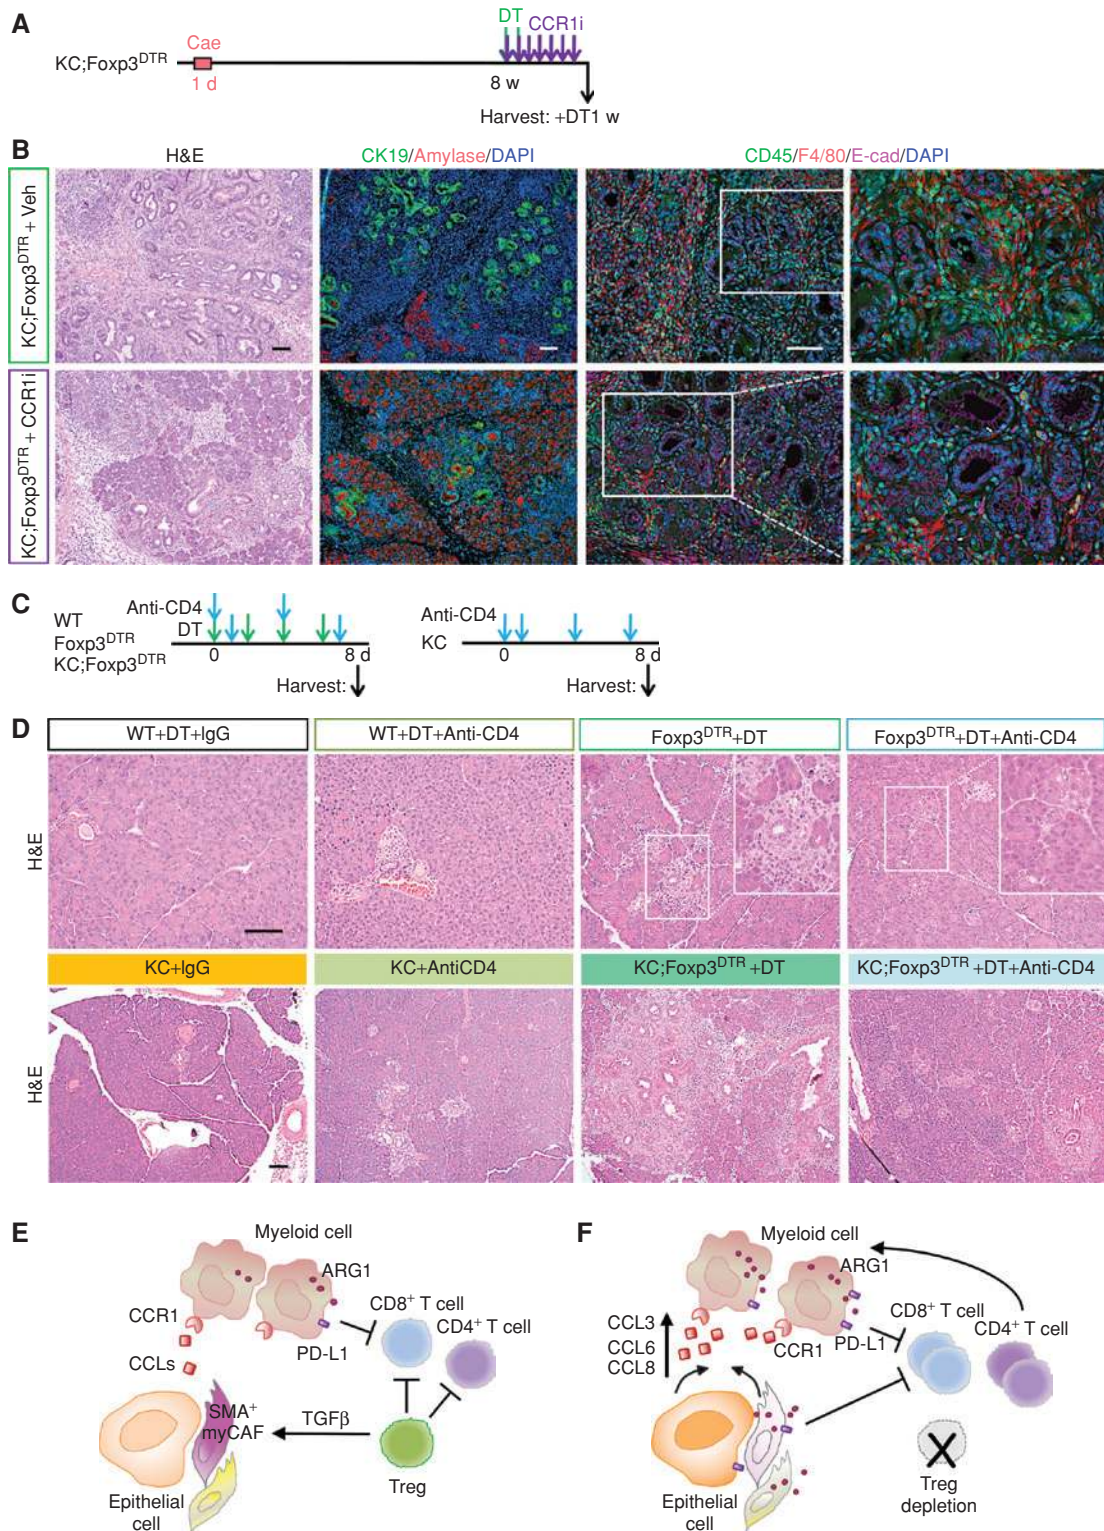 A
KC;Foxp3DTR
Cae
1 d
DT
CCR1i
8 w
Harvest: +DT1 w
B
H&E
CK19/Amylase/DAPI
CD45/F4/80/E-cad/DAPI
KC;Foxp3DTR + Veh
KC;Foxp3DTR + CCR1i
C
WT
Foxp3DTR
KC;Foxp3DTR
Anti-CD4
DT
0
8 d
Harvest:
Anti-CD4
KC
0
8 d
Harvest:
D
WT+DT+IgG
WT+DT+Anti-CD4
Foxp3DTR+DT
Foxp3DTR+DT+Anti-CD4
H&E
KC+IgG
KC+AntiCD4
KC;Foxp3DTR +DT
KC;Foxp3DTR +DT+Anti-CD4
H&E
E
Myeloid cell
ARG1
CCR1
CD8+ T cell
CD4+ T cell
PD-L1
CCLs
SMA+
myCAF
TGFβ
Treg
Epithelial
cell
F
Myeloid cell
ARG1
CCL3
CCL6
CCL8
CD8+ T cell
CD4+ T cell
PD-L1
CCR1
Epithelial
cell
Treg
depletion